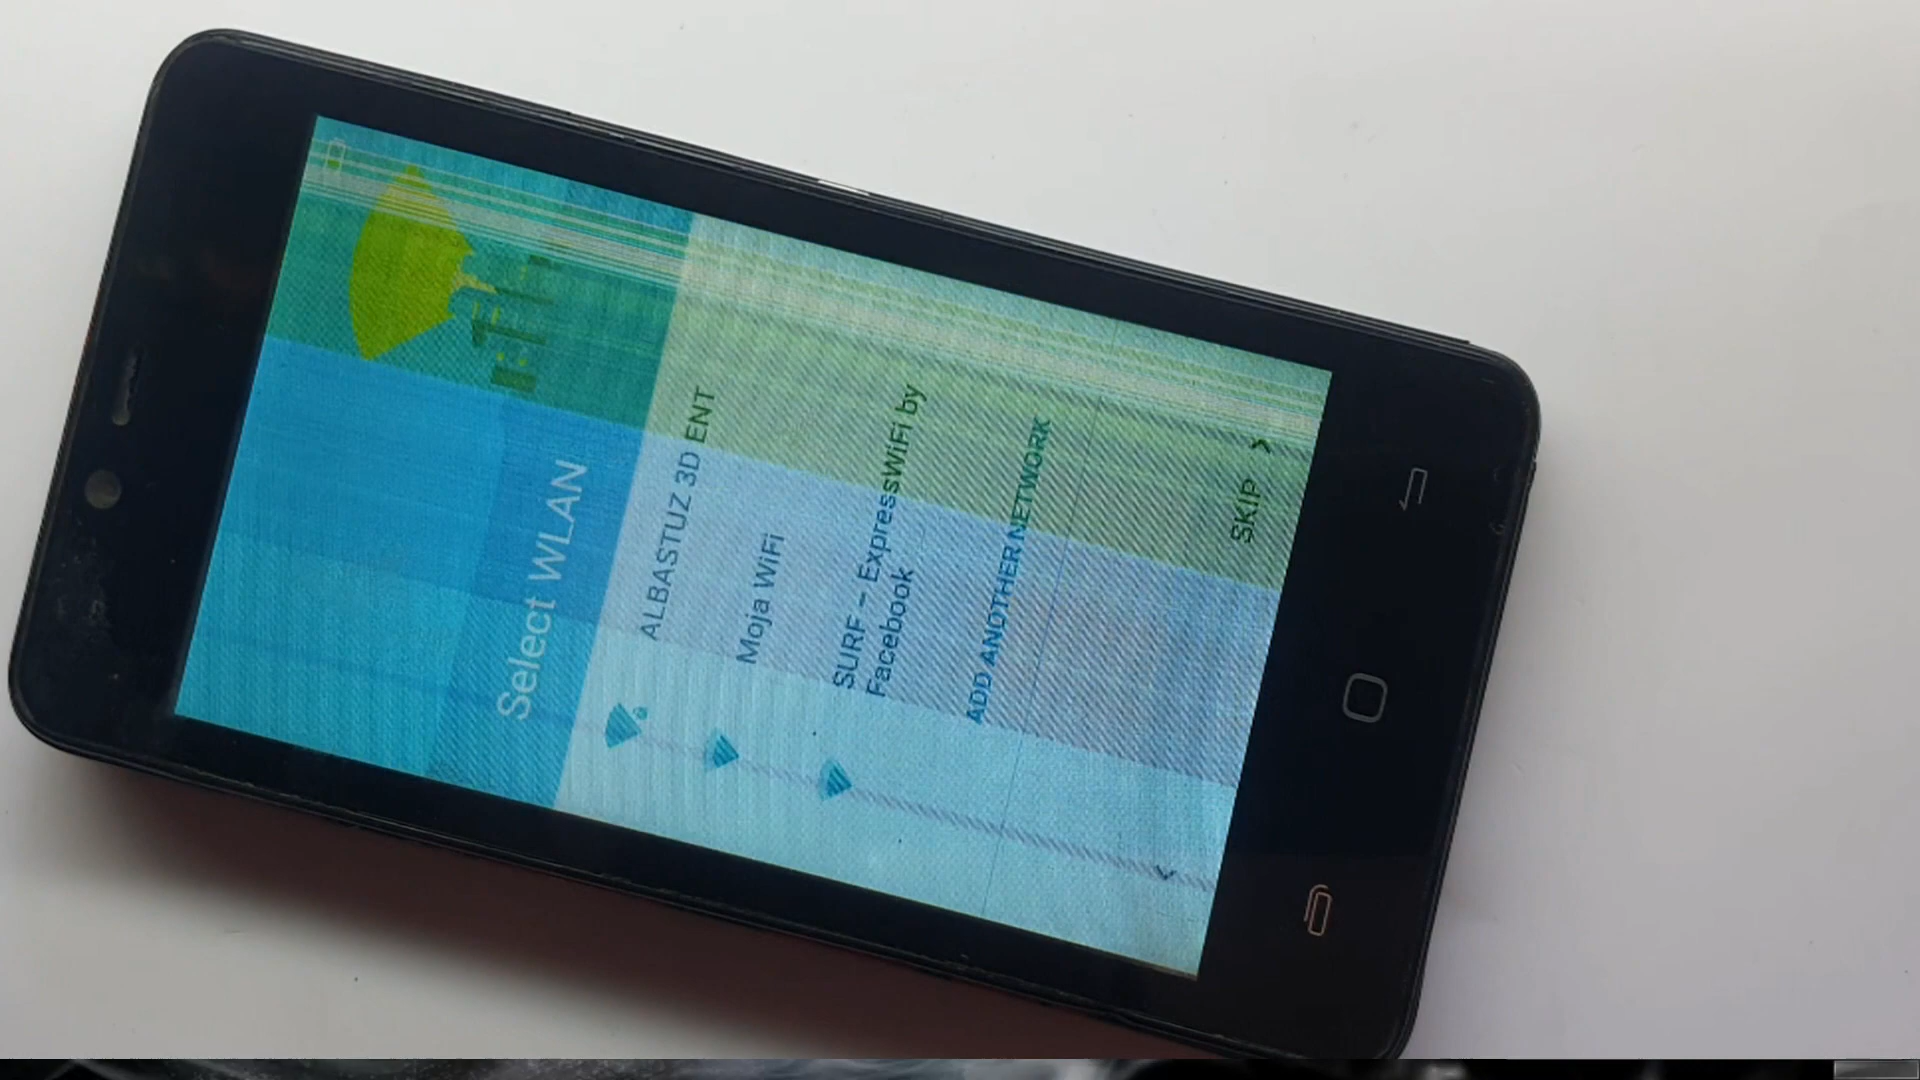 Select WLAN
ALBASTUZ 3D ENT
Moja WiFi
SURF – ExpressWiFi by
Facebook
ADD ANOTHER NETWORK
SKIP